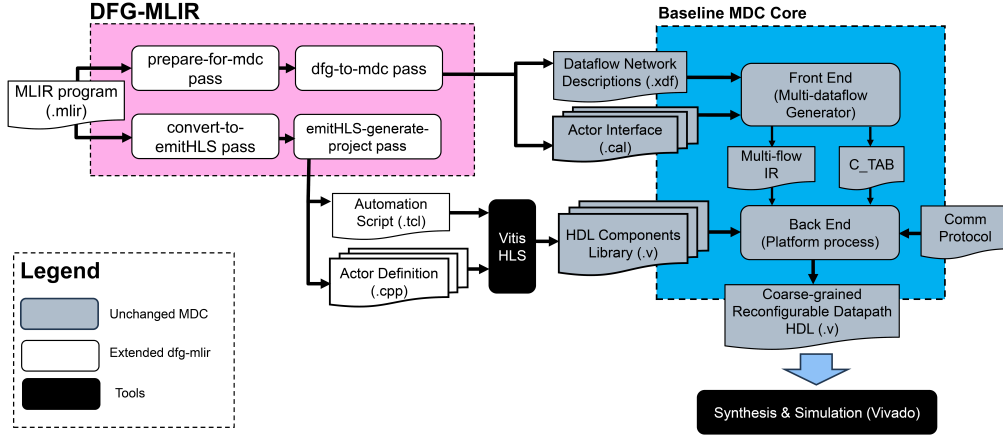 DFG-MLIR
Baseline MDC Core
MLIR program
(.mlir)
prepare-for-mdc
pass
dfg-to-mdc pass
convert-to-
emitHLS pass
emitHLS-generate-
project pass
Dataflow Network
Descriptions (.xdf)
Actor Interface
(.cal)
Front End
(Multi-dataflow
Generator)
Multi-flow
IR
C_TAB
Automation
Script (.tcl)
Actor Definition
(.cpp)
Vitis
HLS
HDL Components
Library (.v)
Back End
(Platform process)
Comm
Protocol
Coarse-grained
Reconfigurable Datapath
HDL (.v)
Synthesis & Simulation (Vivado)
Legend
Unchanged MDC
Extended dfg-mlir
Tools